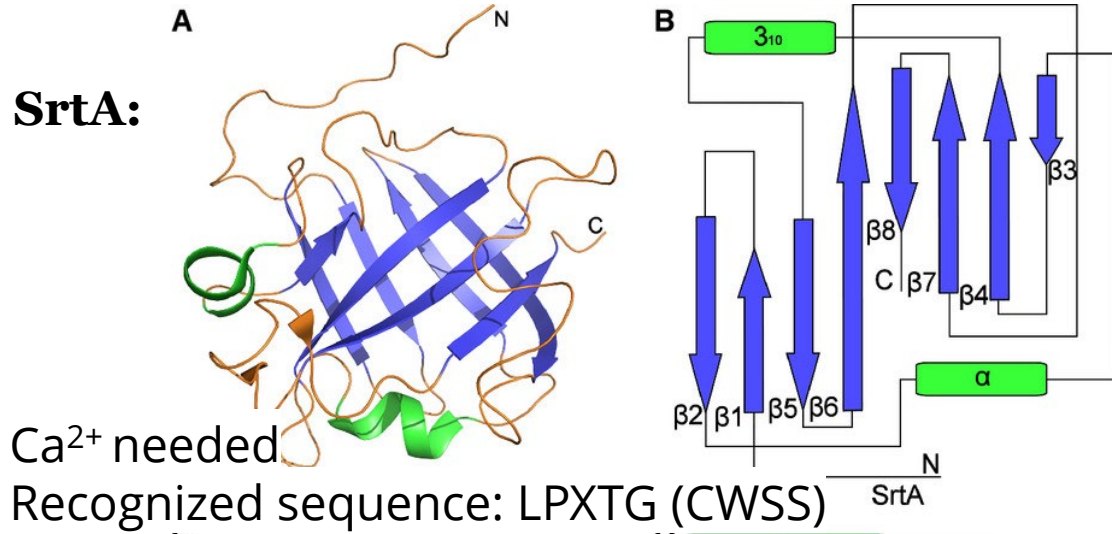 A
N
B
3₁₀
SrtA:
β3
C
β8
C
β7
β4
α
β2
β1
β5
β6
Ca²⁺ needed
N
SrtA
Recognized sequence: LPXTG (CWSS)